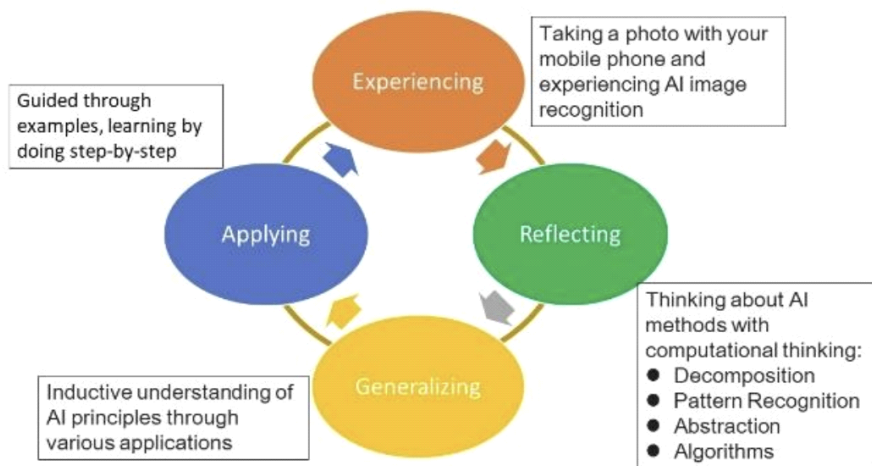 Experiencing
Taking a photo with your
mobile phone and
experiencing AI image
recognition
Guided through
examples, learning by
doing step-by-step
Applying
Reflecting
Thinking about AI
methods with
computational thinking:
● Decomposition
● Pattern Recognition
● Abstraction
● Algorithms
Generalizing
Inductive understanding of
AI principles through
various applications